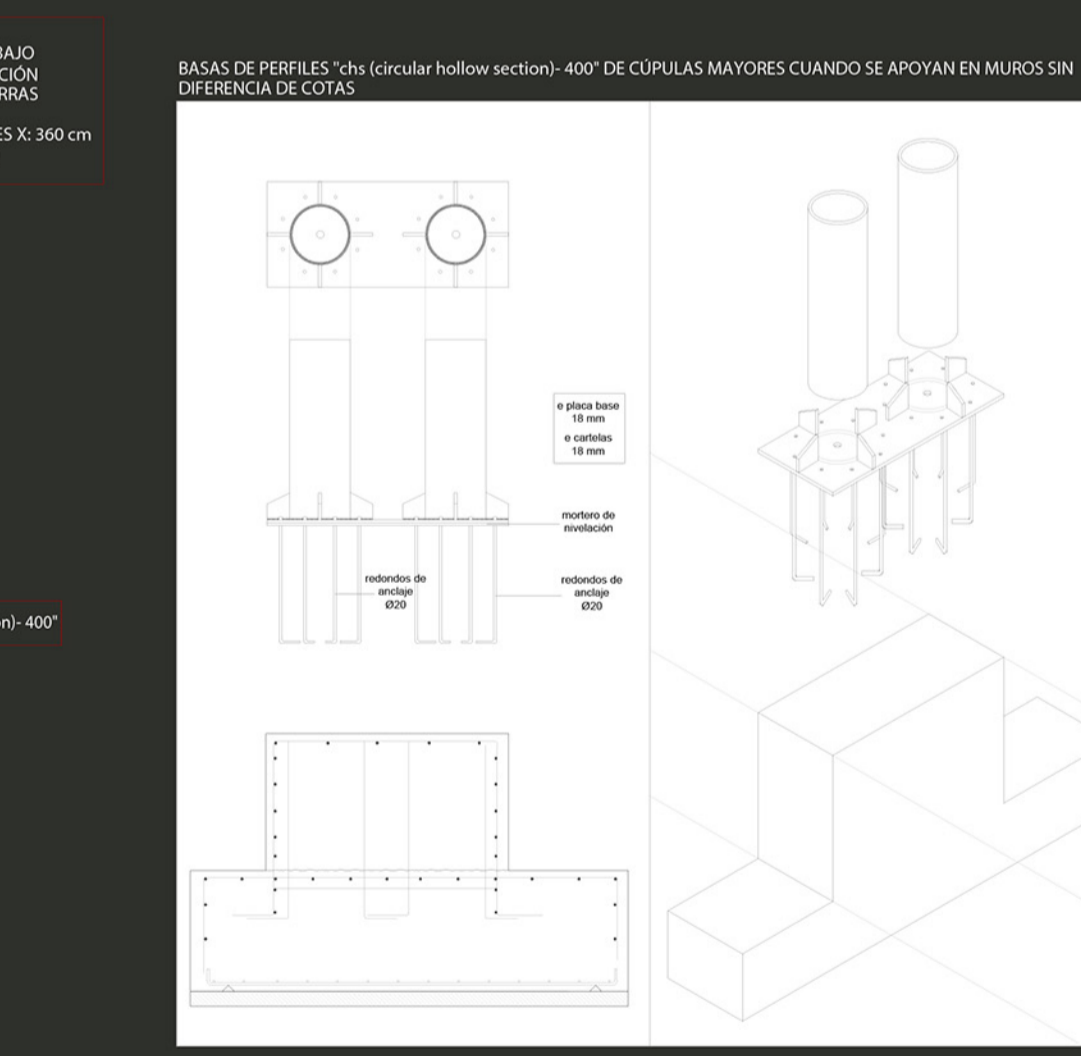 BAJO
CIÓN
RRAS
ES X: 360 cm
n)- 400"
BASAS DE PERFILES "chs (circular hollow section)- 400" DE CÚPULAS MAYORES CUANDO SE APOYAN EN MUROS SIN
DIFERENCIA DE COTAS
e placa base
18 mm
e cartelas
18 mm
mortero de
nivelación
redondos de
anclaje
Ø20
redondos de
anclaje
Ø20